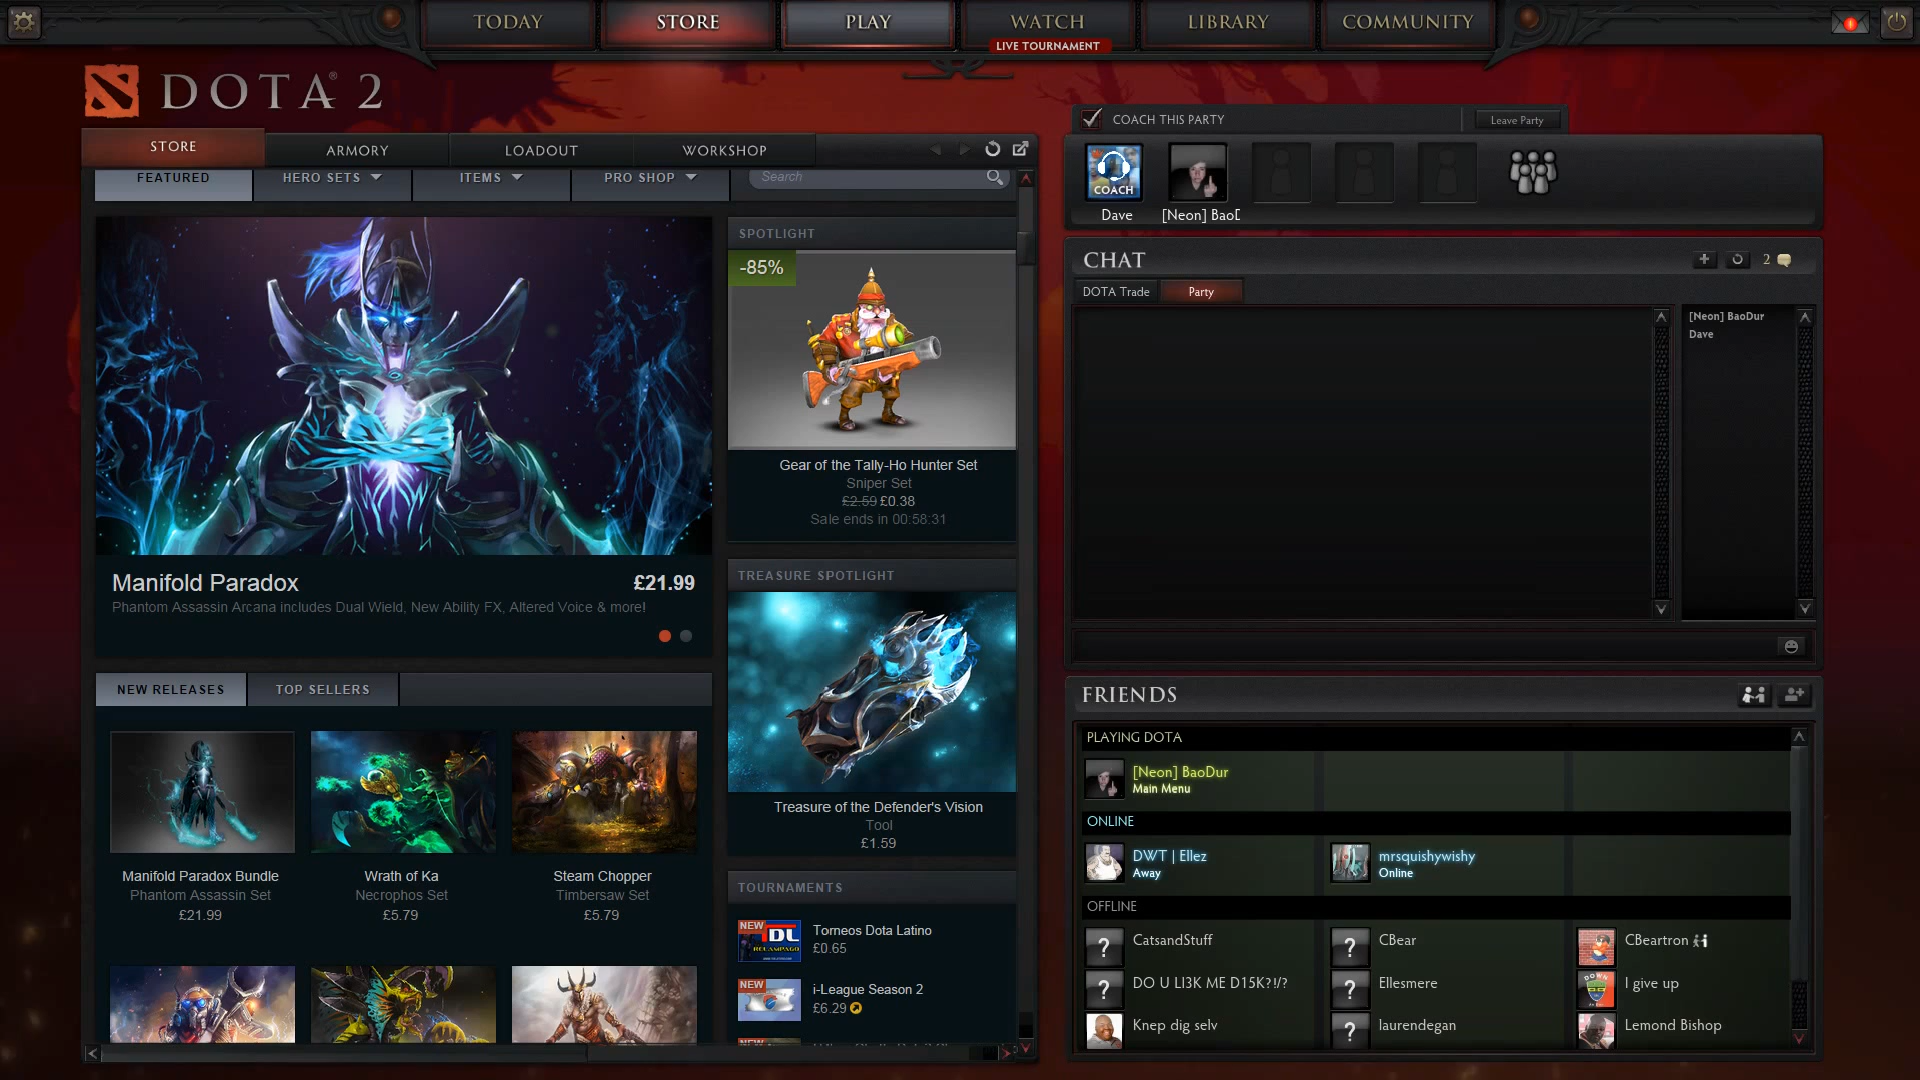 TODAY
STORE
PLAY
WATCH
LIVE TOURNAMENT
LIBRARY
COMMUNITY
DOTA® 2
STORE
ARMORY
LOADOUT
WORKSHOP
FEATURED
HERO SETS
ITEMS
PRO SHOP
Search
Manifold Paradox
£21.99
Phantom Assassin Arcana includes Dual Wield, New Ability FX, Altered Voice & more!
SPOTLIGHT
-85%
Gear of the Tally-Ho Hunter Set
Sniper Set
£2.59 £0.38
Sale ends in 00:58:31
TREASURE SPOTLIGHT
Treasure of the Defender's Vision
Tool
£1.59
NEW RELEASES
TOP SELLERS
Manifold Paradox Bundle
Phantom Assassin Set
£21.99
Wrath of Ka
Necrophos Set
£5.79
Steam Chopper
Timbersaw Set
£5.79
TOURNAMENTS
NEW
TDL
ROCAMPAGO
Torneos Dota Latino
£0.65
NEW
i-League Season 2
£6.29
COACH THIS PARTY
Leave Party
COACH
Dave
[Neon] BaoD
CHAT
2
DOTA Trade
Party
[Neon] BaoDur
Dave
FRIENDS
PLAYING DOTA
[Neon] BaoDur
Main Menu
ONLINE
DWT | Ellez
Away
mrsquishywishy
Online
OFFLINE
? CatsandStuff
? CBear
CBeartron
? DO U LI3K ME D15K?!/?
? Ellesmere
DOWN
I give up
Knep dig selv
? laurendegan
Lemond Bishop